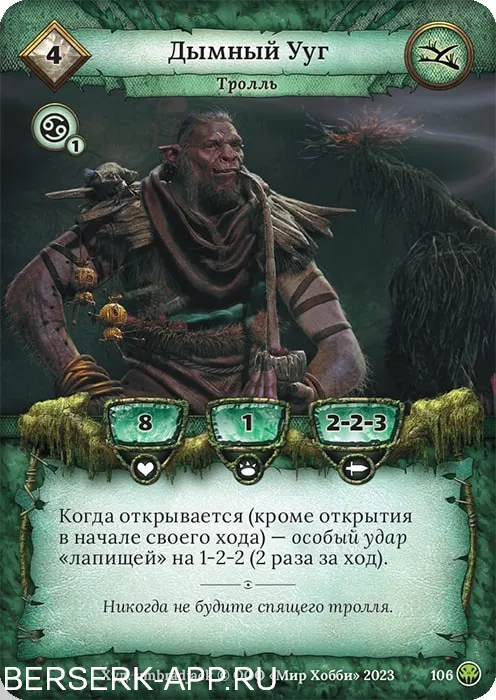 4
Дымный Ууг
Тролль
1
8
1
2-2-3
Когда открывается (кроме открытия
в начале своего хода) — особый удар
«лапищей» на 1-2-2 (2 раза за ход).
Никогда не будите спящего тролля.
© ООО «Мир Хобби» 2023
106
BERSERK-APP.RU